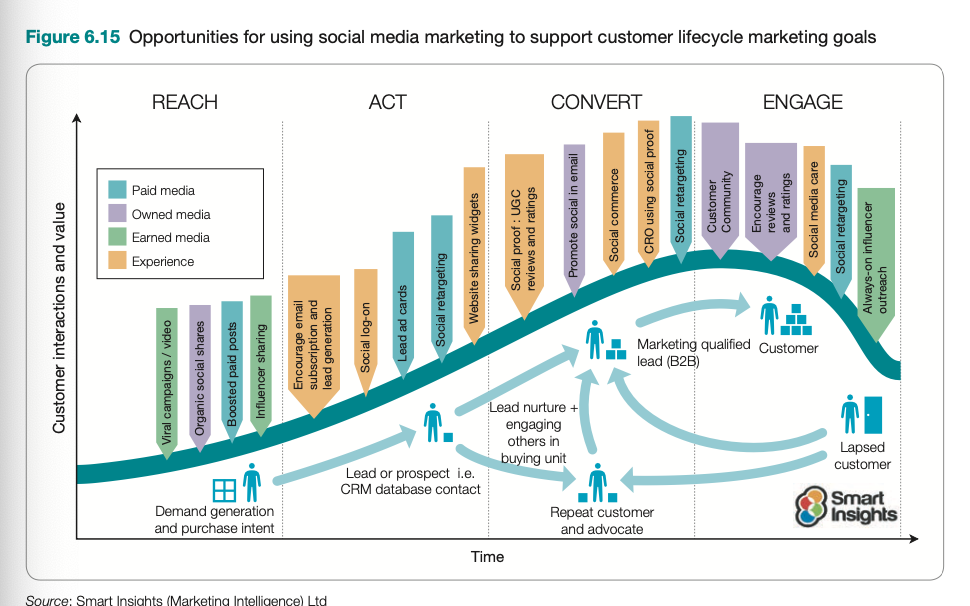 Figure 6.15 Opportunities for using social media marketing to support customer lifecycle marketing goals
REACH
ACT
CONVERT
ENGAGE
Customer interactions and value
Paid media
Owned media
Earned media
Experience
Viral campaigns / video
Organic social shares
Boosted paid posts
Influencer sharing
Encourage email
subscription and
lead generation
Social log-on
Lead ad cards
Social retargeting
Website sharing widgets
Social proof : UGC
reviews and ratings
Promote social in email
Social commerce
CRO using social proof
Social retargeting
Customer
Community
Encourage
reviews
and ratings
Social media care
Social retargeting
Always-on influencer
outreach
Demand generation
and purchase intent
Lead or prospect i.e.
CRM database contact
Lead nurture +
engaging
others in
buying unit
Marketing qualified
lead (B2B)
Customer
Repeat customer
and advocate
Lapsed
customer
Smart
Insights
Time
Source: Smart Insights (Marketing Intelligence) Ltd